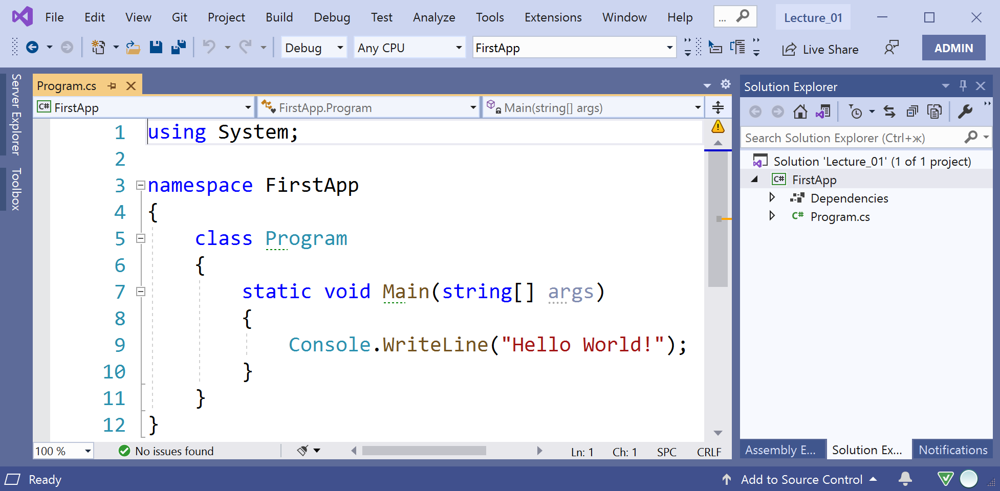 File Edit View Git Project Build Debug Test Analyze Tools Extensions Window Help ... Lecture_01
Debug Any CPU FirstApp Live Share ADMIN
Server Explorer
Toolbox
Program.cs
C# FirstApp FirstApp.Program Main(string[] args)
1 using System;
2
3 namespace FirstApp
4 {
5 class Program
6 {
7 static void Main(string[] args)
8 {
9 Console.WriteLine("Hello World!");
10 }
11 }
12 }
100 % No issues found Ln: 1 Ch: 1 SPC CRLF
Solution Explorer
Search Solution Explorer (Ctrl+ж)
Solution 'Lecture_01' (1 of 1 project)
C# FirstApp
Dependencies
C# Program.cs
Assembly E... Solution Ex... Notifications
Ready Add to Source Control